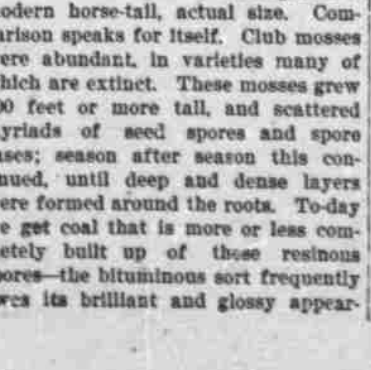 odern horse-tail, actual size. Com-
arison speaks for itself. Club mosses
ere abundant, in varieties many of
hich are extinct. These mosses grew
00 feet or more tall, and scattered
yriads of seed spores and spore
ases; season after season this con-
nued, until deep and dense layers
ere formed around the roots. To-day
e get coal that is more or less com-
etely built up of these resinous
pores—the bituminous sort frequently
wes its brilliant and glossy appear-